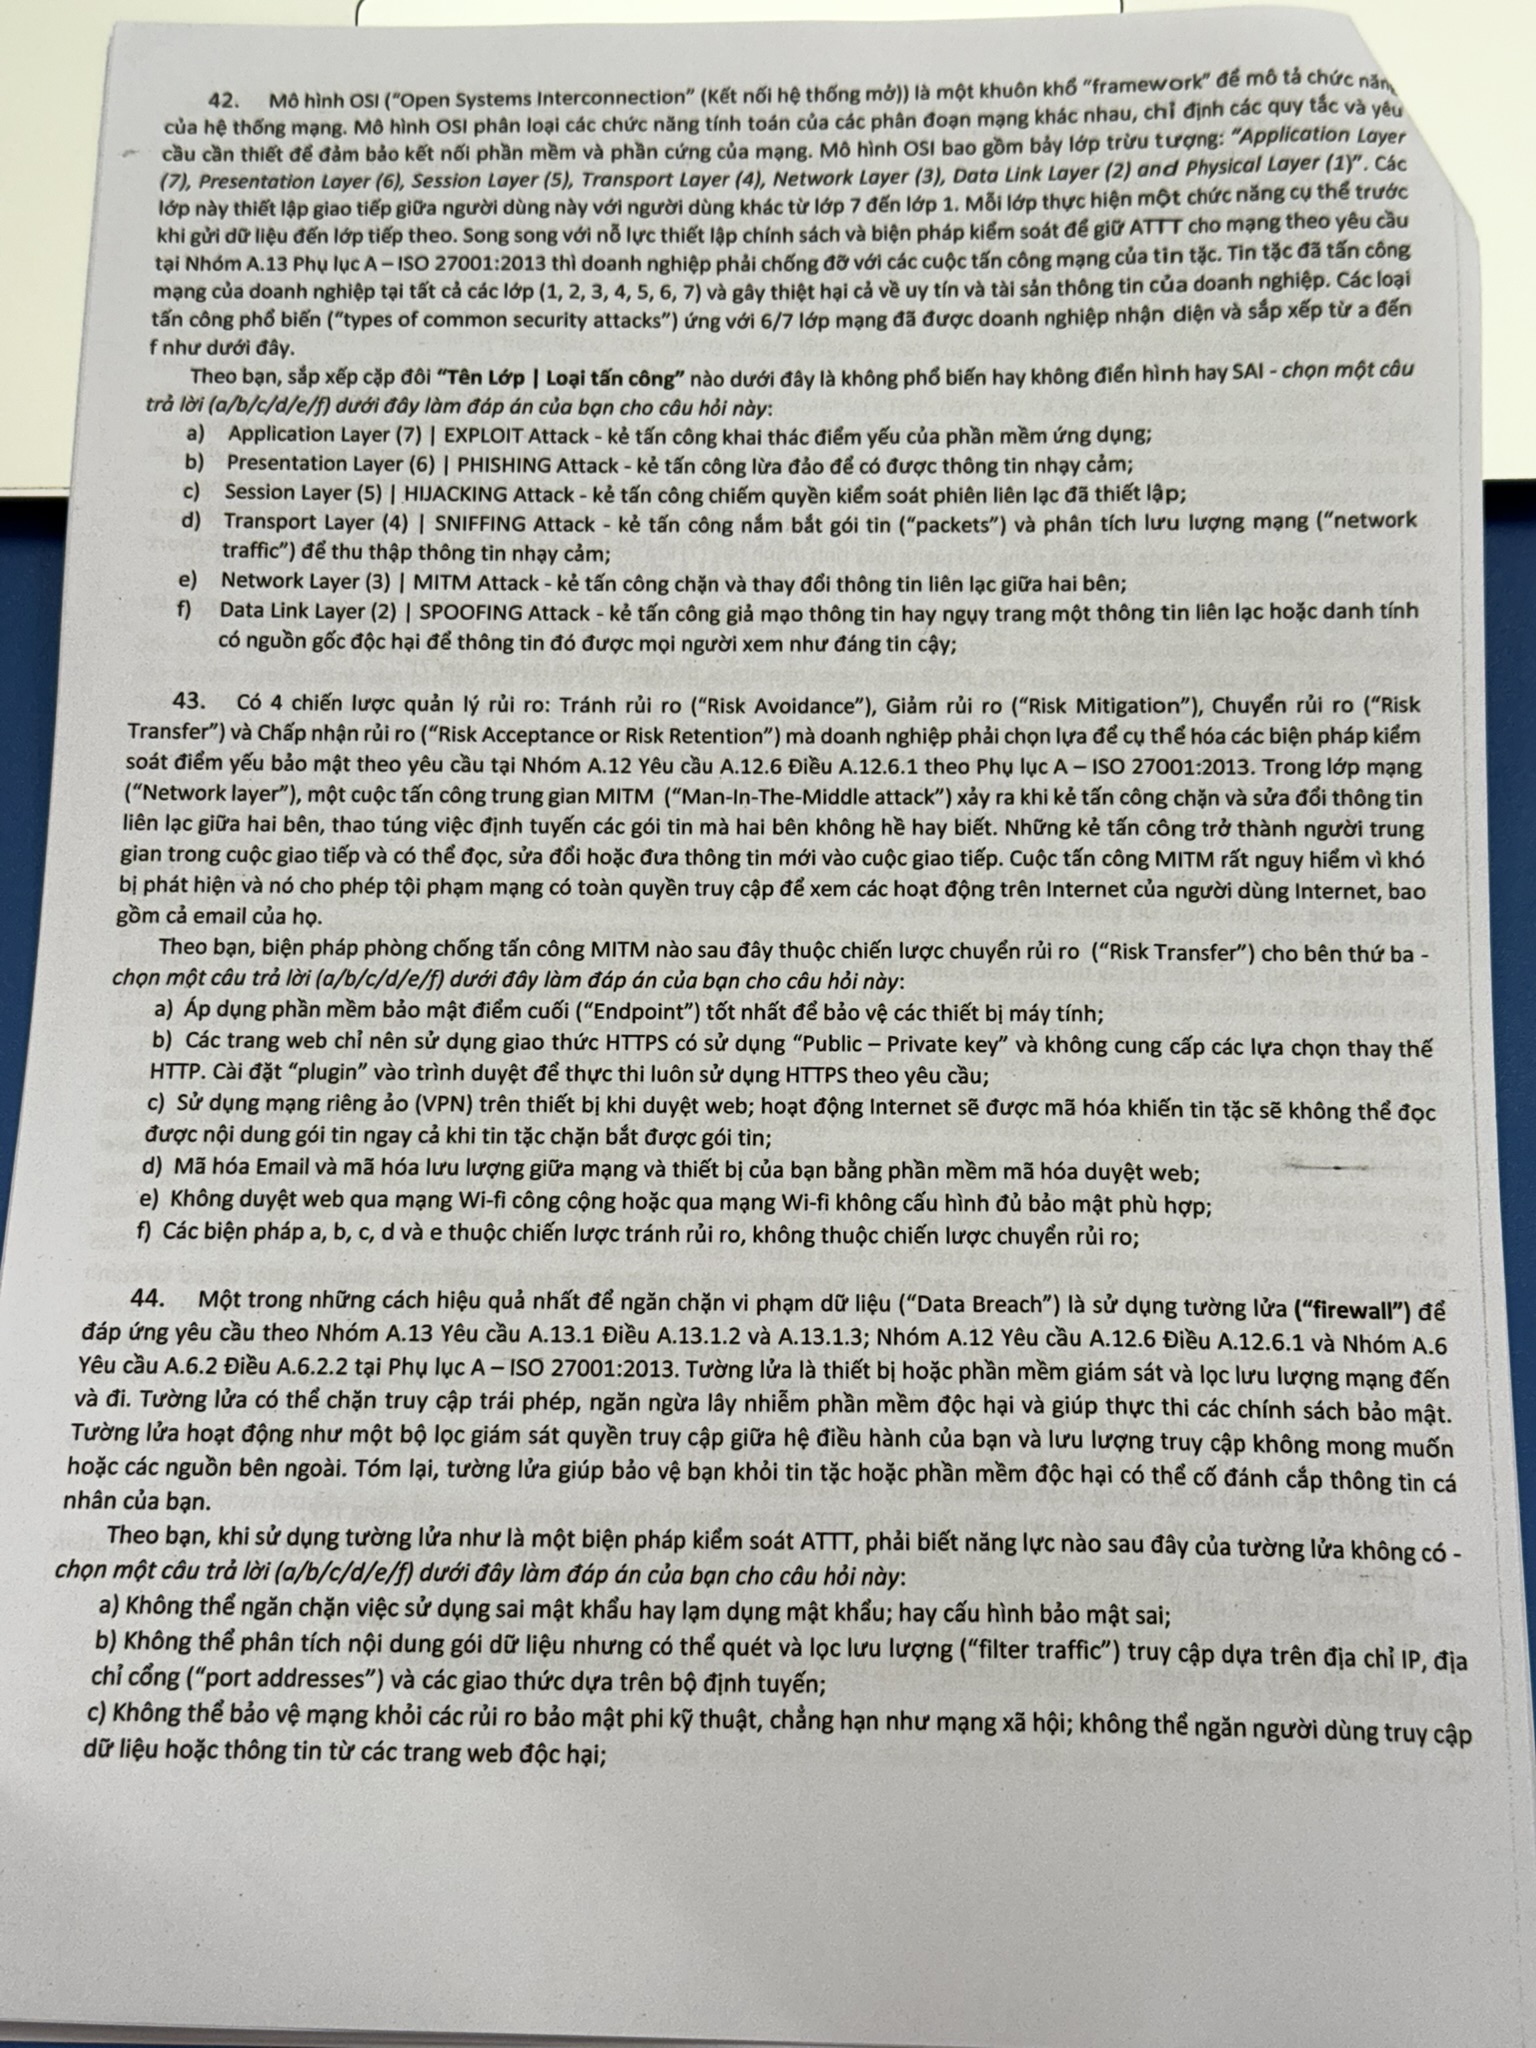 42. Mô hình OSI (“Open Systems Interconnection” (Kết nối hệ thống mở)) là một khuôn khổ “framework” để mô tả chức
của hệ thống mạng. Mô hình OSI phân loại các chức năng tính toán của các phân đoạn mạng khác nhau, chỉ định các quy tắc và yêu
cầu cần thiết để đảm bảo kết nối phần mềm và phần cứng của mạng. Mô hình OSI bao gồm bảy lớp trừu tượng: “Application Layer
(7), Presentation Layer (6), Session Layer (5), Transport Layer (4), Network Layer (3), Data Link Layer (2) and Physical Layer (1)”. Các
lớp này thiết lập giao tiếp giữa người dùng này với người dùng khác từ lớp 7 đến lớp 1. Mỗi lớp thực hiện một chức năng cụ thể trước
khi gửi dữ liệu đến lớp tiếp theo. Song song với nỗ lực thiết lập chính sách và biện pháp kiểm soát để giữ ATTT cho mạng theo yêu cầu
tại Nhóm A.13 Phụ lục A – ISO 27001:2013 thì doanh nghiệp phải chống đỡ với các cuộc tấn công mạng của tin tặc. Tin tặc đã tấn công
mạng của doanh nghiệp tại tất cả các lớp (1, 2, 3, 4, 5, 6, 7) và gây thiệt hại cả về uy tín và tài sản thông tin của doanh nghiệp. Các loại
tấn công phổ biến (“types of common security attacks”) ứng với 6/7 lớp mạng đã được doanh nghiệp nhận diện và sắp xếp từ a đến
f như dưới đây.
Theo bạn, sắp xếp cặp đôi “Tên Lớp | Loại tấn công” nào dưới đây là không phổ biến hay không điển hình hay SAI - chọn một câu
trả lời (a/b/c/d/e/f) dưới đây làm đáp án của bạn cho câu hỏi này:
a) Application Layer (7) | EXPLOIT Attack - kẻ tấn công khai thác điểm yếu của phần mềm ứng dụng;
b) Presentation Layer (6) | PHISHING Attack - kẻ tấn công lừa đảo để có được thông tin nhạy cảm;
c) Session Layer (5) | HIJACKING Attack - kẻ tấn công chiếm quyền kiểm soát phiên liên lạc đã thiết lập;
d) Transport Layer (4) | SNIFFING Attack - kẻ tấn công nắm bắt gói tin (“packets”) và phân tích lưu lượng mạng (“network
traffic”) để thu thập thông tin nhạy cảm;
e) Network Layer (3) | MITM Attack - kẻ tấn công chặn và thay đổi thông tin liên lạc giữa hai bên;
f) Data Link Layer (2) | SPOOFING Attack - kẻ tấn công giả mạo thông tin hay ngụy trang một thông tin liên lạc hoặc danh tính
có nguồn gốc độc hại để thông tin đó được mọi người xem như đáng tin cậy;
43. Có 4 chiến lược quản lý rủi ro: Tránh rủi ro (“Risk Avoidance”), Giảm rủi ro (“Risk Mitigation”), Chuyển rủi ro (“Risk
Transfer”) và Chấp nhận rủi ro (“Risk Acceptance or Risk Retention”) mà doanh nghiệp phải chọn lựa để cụ thể hóa các biện pháp kiểm
soát điểm yếu bảo mật theo yêu cầu tại Nhóm A.12 Yêu cầu A.12.6 Điều A.12.6.1 theo Phụ lục A – ISO 27001:2013. Trong lớp mạng
(“Network layer”), một cuộc tấn công trung gian MITM (“Man-In-The-Middle attack”) xảy ra khi kẻ tấn công chặn và sửa đổi thông tin
liên lạc giữa hai bên, thao túng việc định tuyến các gói tin mà hai bên không hề hay biết. Những kẻ tấn công trở thành người trung
gian trong cuộc giao tiếp và có thể đọc, sửa đổi hoặc đưa thông tin mới vào cuộc giao tiếp. Cuộc tấn công MITM rất nguy hiểm vì khó
bị phát hiện và nó cho phép tội phạm mạng có toàn quyền truy cập để xem các hoạt động trên Internet của người dùng Internet, bao
gồm cả email của họ.
Theo bạn, biện pháp phòng chống tấn công MITM nào sau đây thuộc chiến lược chuyển rủi ro (“Risk Transfer”) cho bên thứ ba -
chọn một câu trả lời (a/b/c/d/e/f) dưới đây làm đáp án của bạn cho câu hỏi này:
a) Áp dụng phần mềm bảo mật điểm cuối (“Endpoint”) tốt nhất để bảo vệ các thiết bị máy tính;
b) Các trang web chỉ nên sử dụng giao thức HTTPS có sử dụng “Public – Private key” và không cung cấp các lựa chọn thay thế
HTTP. Cài đặt “plugin” vào trình duyệt để thực thi luôn sử dụng HTTPS theo yêu cầu;
c) Sử dụng mạng riêng ảo (VPN) trên thiết bị khi duyệt web; hoạt động Internet sẽ được mã hóa khiến tin tặc sẽ không thể đọc
được nội dung gói tin ngay cả khi tin tặc chặn bắt được gói tin;
d) Mã hóa Email và mã hóa lưu lượng giữa mạng và thiết bị của bạn bằng phần mềm mã hóa duyệt web;
e) Không duyệt web qua mạng Wi-fi công cộng hoặc qua mạng Wi-fi không cấu hình đủ bảo mật phù hợp;
f) Các biện pháp a, b, c, d và e thuộc chiến lược tránh rủi ro, không thuộc chiến lược chuyển rủi ro;
44. Một trong những cách hiệu quả nhất để ngăn chặn vi phạm dữ liệu (“Data Breach”) là sử dụng tường lửa (“firewall”) để
đáp ứng yêu cầu theo Nhóm A.13 Yêu cầu A.13.1 Điều A.13.1.2 và A.13.1.3; Nhóm A.12 Yêu cầu A.12.6 Điều A.12.6.1 và Nhóm A.6
Yêu cầu A.6.2 Điều A.6.2.2 tại Phụ lục A – ISO 27001:2013. Tường lửa là thiết bị hoặc phần mềm giám sát và lọc lưu lượng mạng đến
và đi. Tường lửa có thể chặn truy cập trái phép, ngăn ngừa lây nhiễm phần mềm độc hại và giúp thực thi các chính sách bảo mật.
Tường lửa hoạt động như một bộ lọc giám sát quyền truy cập giữa hệ điều hành của bạn và lưu lượng truy cập không mong muốn
hoặc các nguồn bên ngoài. Tóm lại, tường lửa giúp bảo vệ bạn khỏi tin tặc hoặc phần mềm độc hại có thể cố đánh cắp thông tin cá
nhân của bạn.
Theo bạn, khi sử dụng tường lửa như là một biện pháp kiểm soát ATTT, phải biết năng lực nào sau đây của tường lửa không có -
chọn một câu trả lời (a/b/c/d/e/f) dưới đây làm đáp án của bạn cho câu hỏi này:
a) Không thể ngăn chặn việc sử dụng sai mật khẩu hay lạm dụng mật khẩu; hay cấu hình bảo mật sai;
b) Không thể phân tích nội dung gói dữ liệu nhưng có thể quét và lọc lưu lượng (“filter traffic”) truy cập dựa trên địa chỉ IP, địa
chỉ cổng (“port addresses”) và các giao thức dựa trên bộ định tuyến;
c) Không thể bảo vệ mạng khỏi các rủi ro bảo mật phi kỹ thuật, chẳng hạn như mạng xã hội; không thể ngăn người dùng truy cập
dữ liệu hoặc thông tin từ các trang web độc hại;